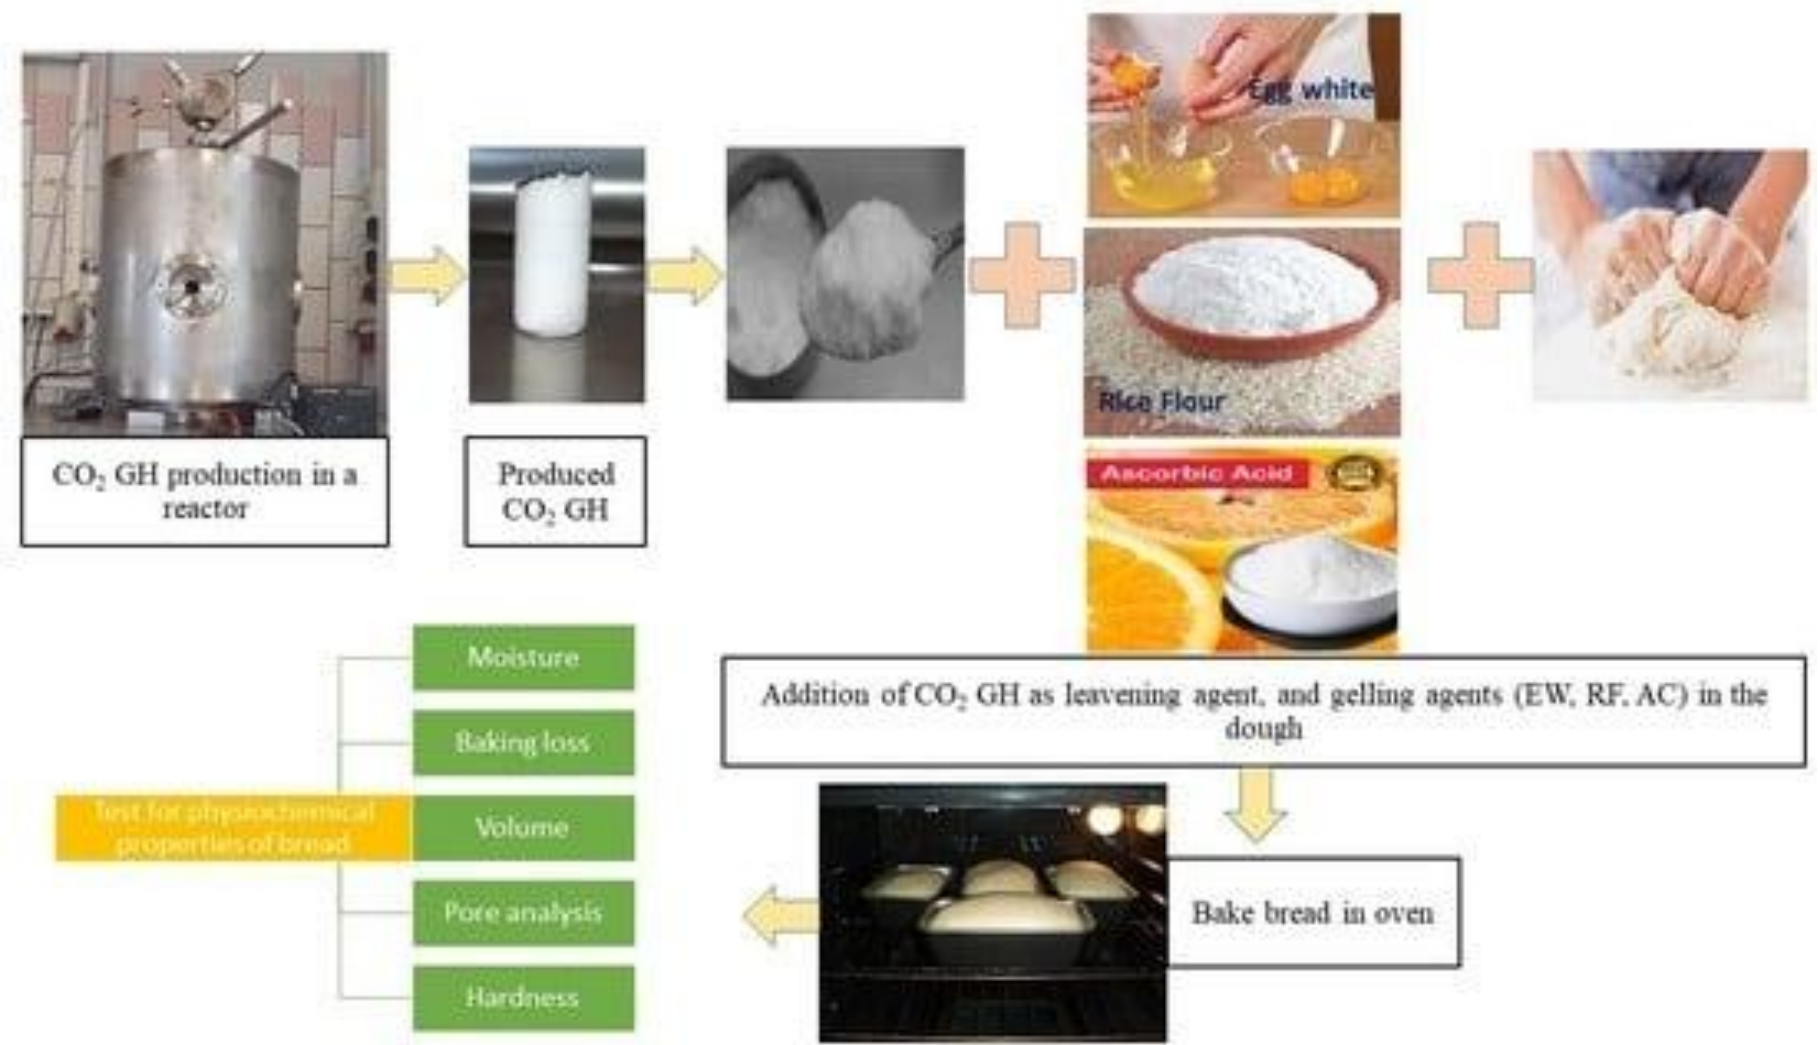 Egg white
Rice Flour
Ascorbic Acid
CO₂ GH production in a
reactor
Produced
CO₂ GH
Addition of CO₂ GH as leavening agent, and gelling agents (EW, RF, AC) in the
dough
Bake bread in oven
Test for physiochemical
properties of bread
Moisture
Baking loss
Volume
Pore analysis
Hardness